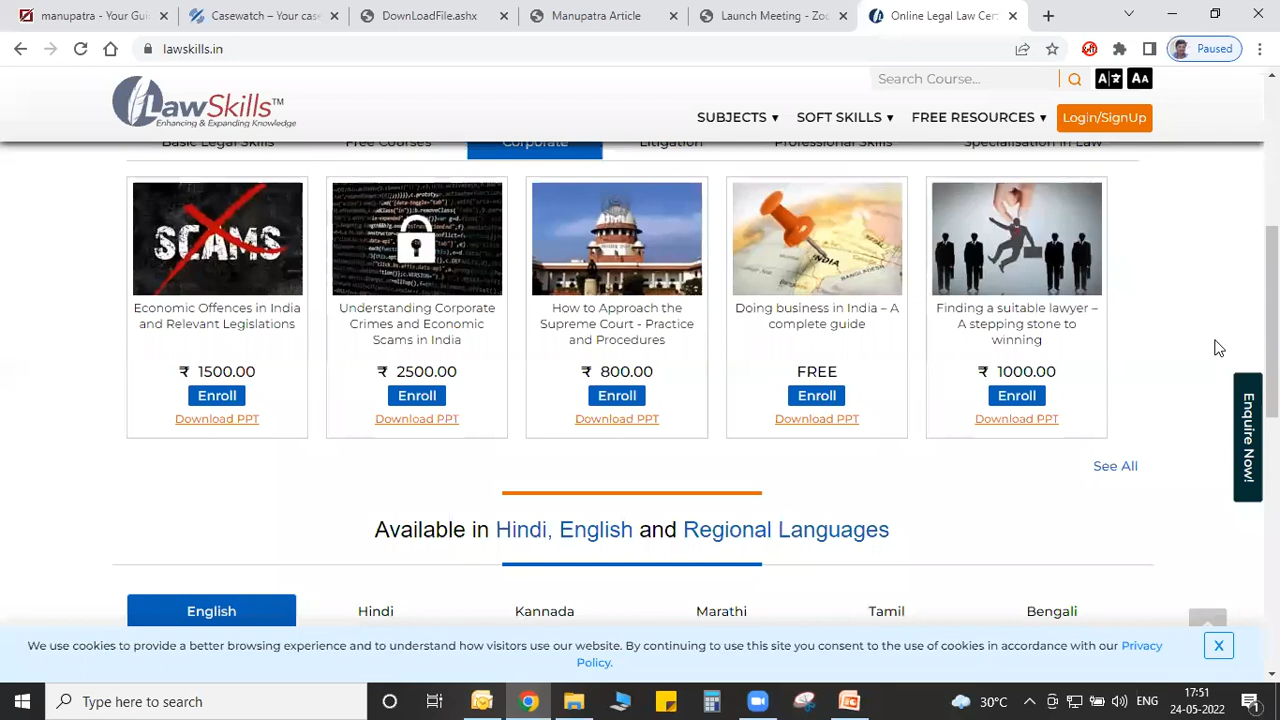 manupatra - Your Gui
Casewatch – Your case
DownLoadFile.ashx
Manupatra Article
Launch Meeting - Zoo
Online Legal Law Cer
lawskills.in
Paused
LawSkills™
Enhancing & Expanding Knowledge
Search Course...
SUBJECTS ▾ SOFT SKILLS ▾ FREE RESOURCES ▾ Login/SignUp
Basic Legal Skills Free Courses Corporate Litigation Professional Skills Specialisation in Law
SCAMS
INDIA
BANGLADESH
Economic Offences in India
and Relevant Legislations
₹ 1500.00
Enroll
Download PPT
Understanding Corporate
Crimes and Economic
Scams in India
₹ 2500.00
Enroll
Download PPT
How to Approach the
Supreme Court - Practice
and Procedures
₹ 800.00
Enroll
Download PPT
Doing business in India – A
complete guide
FREE
Enroll
Download PPT
Finding a suitable lawyer –
A stepping stone to
winning
₹ 1000.00
Enroll
Download PPT
See All
Enquire Now!
Available in Hindi, English and Regional Languages
English Hindi Kannada Marathi Tamil Bengali
We use cookies to provide a better browsing experience and to understand how visitors use our website. By continuing to use this site you consent to the use of cookies in accordance with our Privacy
Policy.
X
Type here to search
30°C
ENG
17:51
24-05-2022